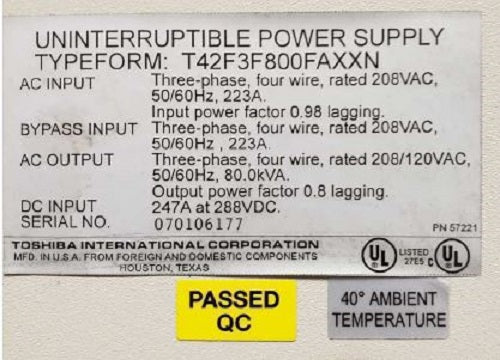 UNINTERRUPTIBLE POWER SUPPLY
TYPEFORM: T42F3F800FAXXN
AC INPUT Three-phase, four wire, rated 208VAC,
50/60Hz, 223A.
Input power factor 0.98 lagging.
BYPASS INPUT Three-phase, four wire, rated 208VAC,
50/60Hz , 223A.
AC OUTPUT Three-phase, four wire, rated 208/120VAC,
50/60Hz, 80.0kVA.
Output power factor 0.8 lagging.
DC INPUT 247A at 288VDC.
SERIAL NO. 070106177
PN 57221
TOSHIBA INTERNATIONAL CORPORATION
MFD. IN U.S.A. FROM FOREIGN AND DOMESTIC COMPONENTS
HOUSTON, TEXAS
UL LISTED
27E5 C UL
PASSED
QC
40° AMBIENT
TEMPERATURE